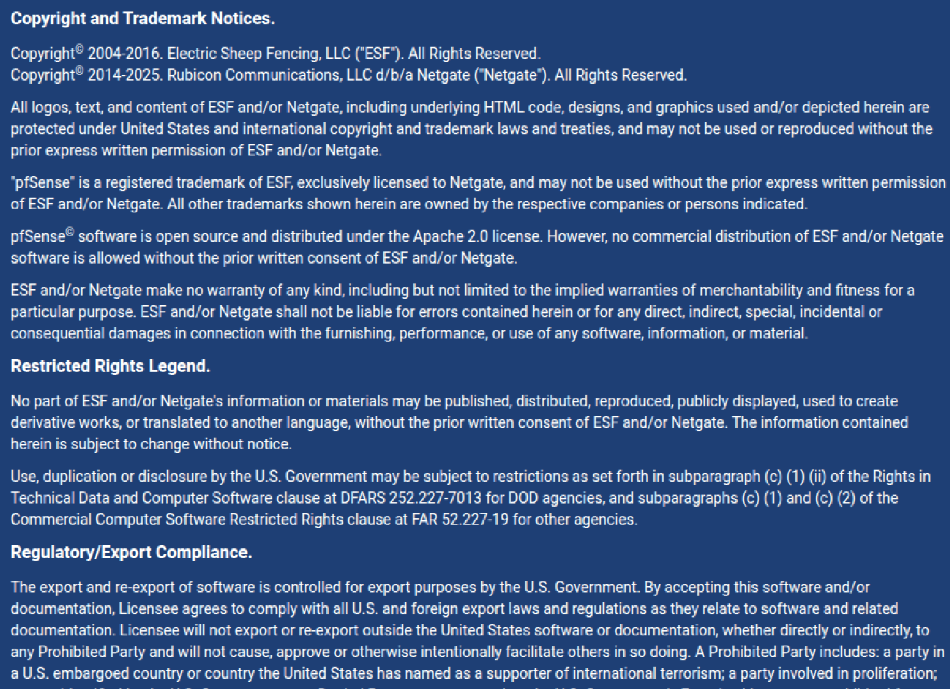 Copyright and Trademark Notices.
Copyright© 2004-2016. Electric Sheep Fencing, LLC ("ESF"). All Rights Reserved.
Copyright© 2014-2025. Rubicon Communications, LLC d/b/a Netgate ("Netgate"). All Rights Reserved.
All logos, text, and content of ESF and/or Netgate, including underlying HTML code, designs, and graphics used and/or depicted herein are
protected under United States and international copyright and trademark laws and treaties, and may not be used or reproduced without the
prior express written permission of ESF and/or Netgate.
"pfSense" is a registered trademark of ESF, exclusively licensed to Netgate, and may not be used without the prior express written permission
of ESF and/or Netgate. All other trademarks shown herein are owned by the respective companies or persons indicated.
pfSense© software is open source and distributed under the Apache 2.0 license. However, no commercial distribution of ESF and/or Netgate
software is allowed without the prior written consent of ESF and/or Netgate.
ESF and/or Netgate make no warranty of any kind, including but not limited to the implied warranties of merchantability and fitness for a
particular purpose. ESF and/or Netgate shall not be liable for errors contained herein or for any direct, indirect, special, incidental or
consequential damages in connection with the furnishing, performance, or use of any software, information, or material.
Restricted Rights Legend.
No part of ESF and/or Netgate's information or materials may be published, distributed, reproduced, publicly displayed, used to create
derivative works, or translated to another language, without the prior written consent of ESF and/or Netgate. The information contained
herein is subject to change without notice.
Use, duplication or disclosure by the U.S. Government may be subject to restrictions as set forth in subparagraph (c) (1) (ii) of the Rights in
Technical Data and Computer Software clause at DFARS 252.227-7013 for DOD agencies, and subparagraphs (c) (1) and (c) (2) of the
Commercial Computer Software Restricted Rights clause at FAR 52.227-19 for other agencies.
Regulatory/Export Compliance.
The export and re-export of software is controlled for export purposes by the U.S. Government. By accepting this software and/or
documentation, Licensee agrees to comply with all U.S. and foreign export laws and regulations as they relate to software and related
documentation. Licensee will not export or re-export outside the United States software or documentation, whether directly or indirectly, to
any Prohibited Party and will not cause, approve or otherwise intentionally facilitate others in so doing. A Prohibited Party includes: a party in
a U.S. embargoed country or country the United States has named as a supporter of international terrorism; a party involved in proliferation;